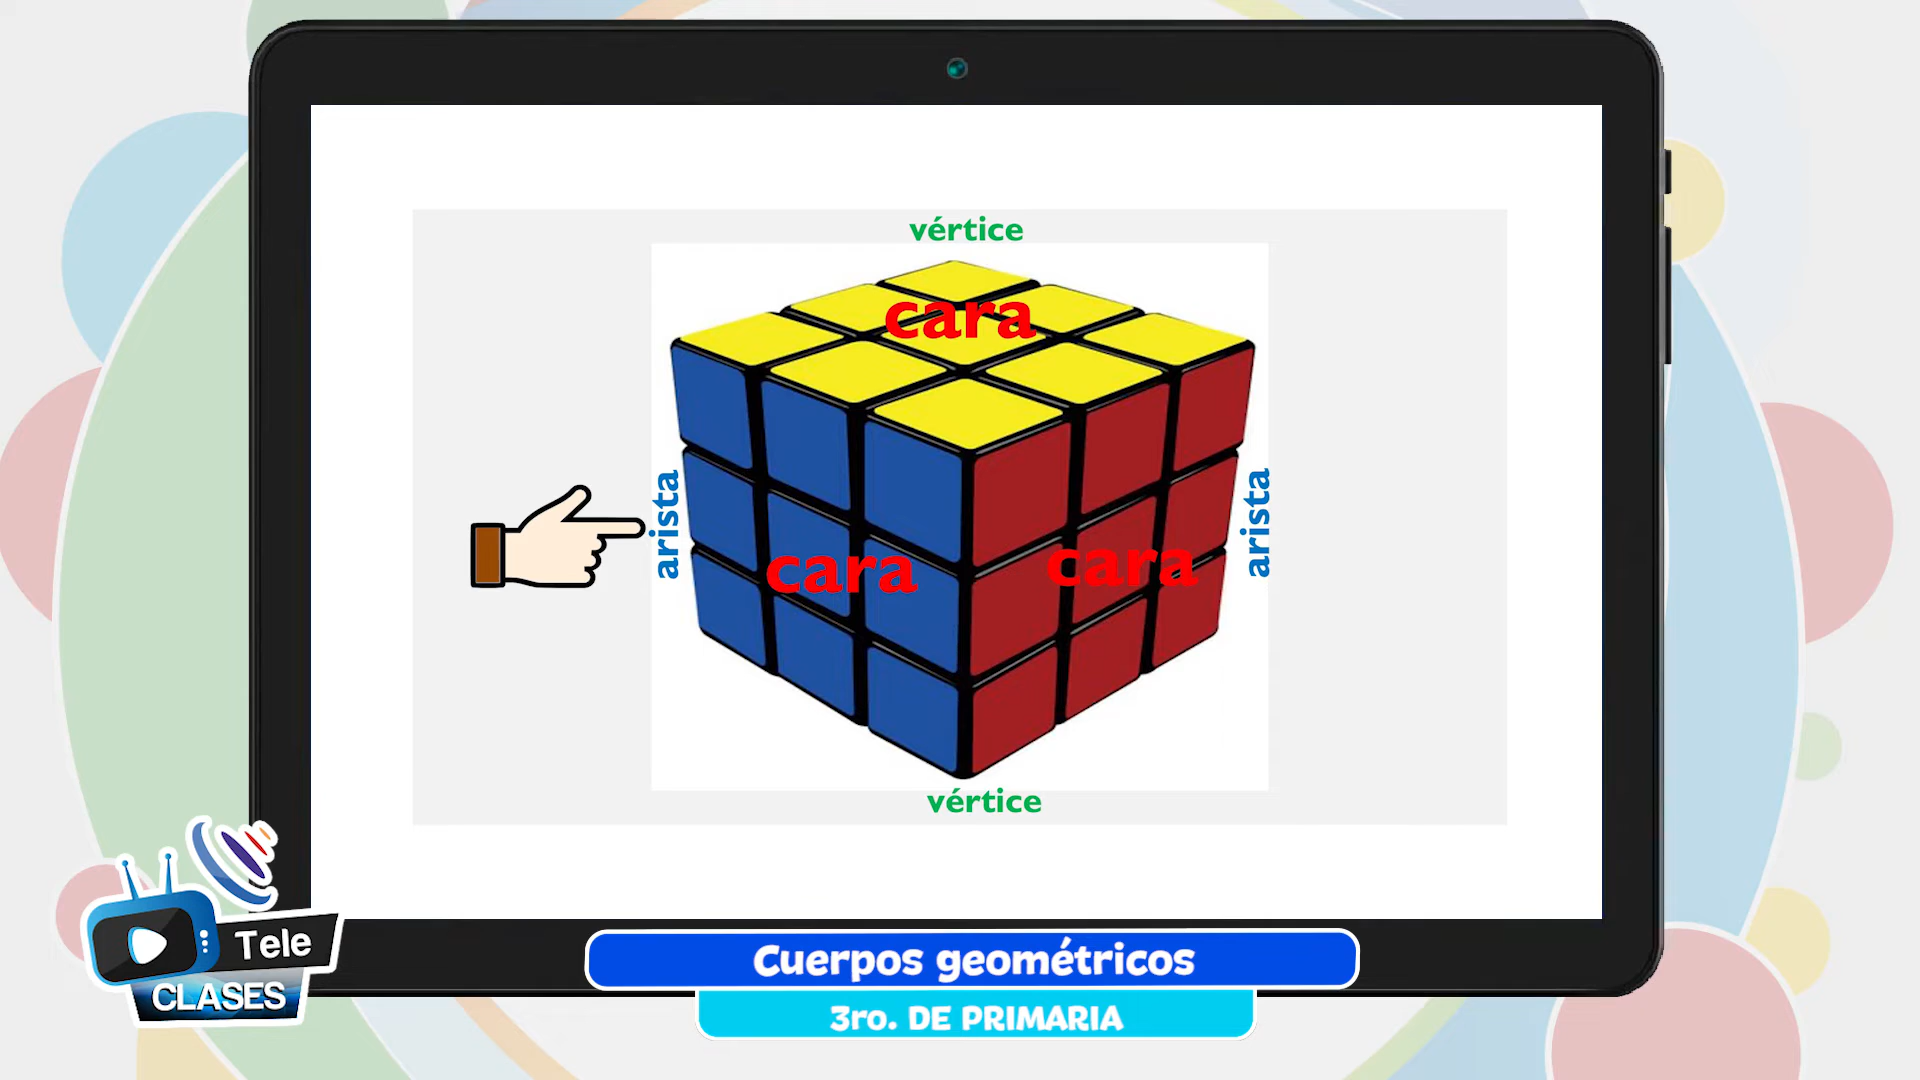 vértice
cara
arista
arista
cara
cara
vértice
Tele
CLASES
Cuerpos geométricos
3ro. DE PRIMARIA